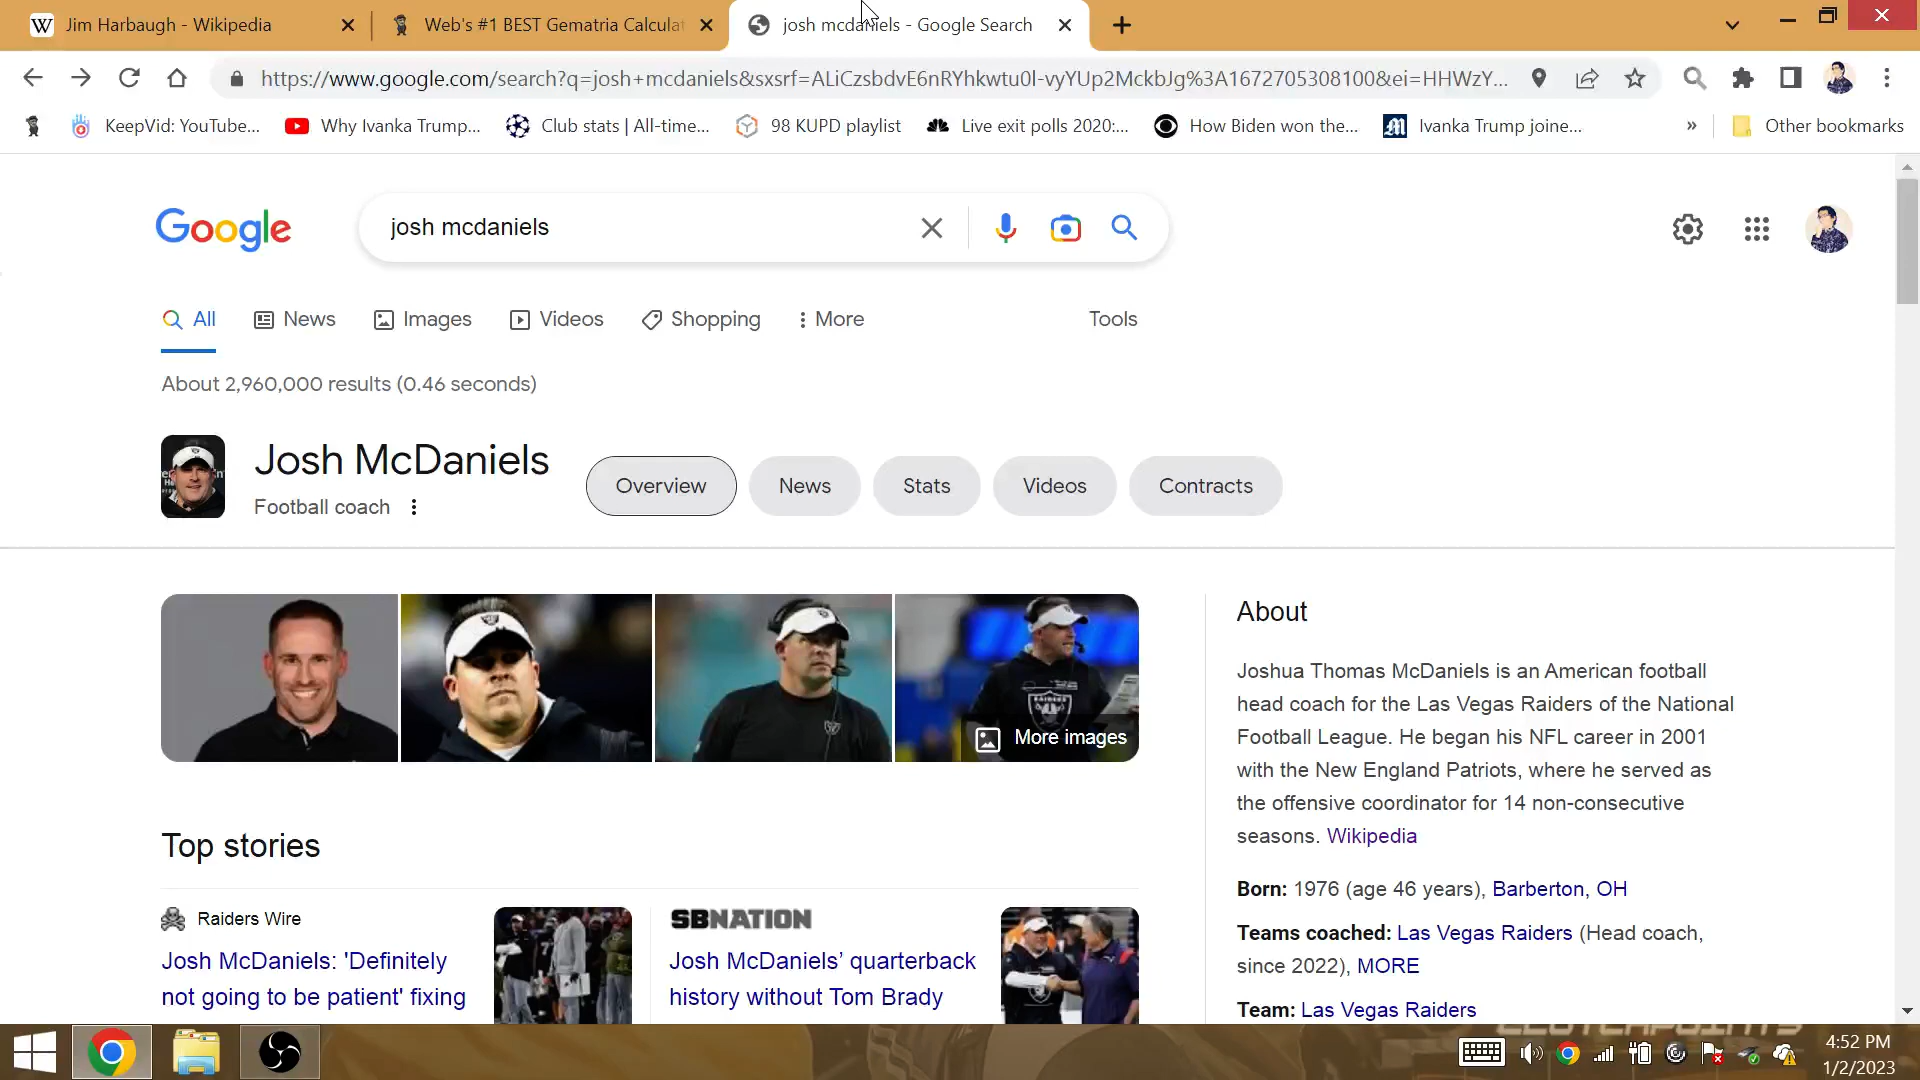 Jim Harbaugh - Wikipedia
Web's #1 BEST Gematria Calculat
josh mcdaniels - Google Search
https://www.google.com/search?q=josh+mcdaniels&sxsrf=ALiCzsbdvE6nRYhkwtu0l-vyYUp2MckbJg%3A1672705308100&ei=HHWzY...
KeepVid: YouTube...
Why Ivanka Trump...
Club stats | All-time...
98 KUPD playlist
Live exit polls 2020:...
How Biden won the...
Ivanka Trump joine...
»
Other bookmarks
Google
josh mcdaniels
All
News
Images
Videos
Shopping
More
Tools
About 2,960,000 results (0.46 seconds)
Josh McDaniels
Football coach
Overview
News
Stats
Videos
Contracts
More images
About
Joshua Thomas McDaniels is an American football
head coach for the Las Vegas Raiders of the National
Football League. He began his NFL career in 2001
with the New England Patriots, where he served as
the offensive coordinator for 14 non-consecutive
seasons. Wikipedia
Born: 1976 (age 46 years), Barberton, OH
Teams coached: Las Vegas Raiders (Head coach,
since 2022), MORE
Team: Las Vegas Raiders
Top stories
Raiders Wire
Josh McDaniels: 'Definitely
not going to be patient' fixing
SBNATION
Josh McDaniels’ quarterback
history without Tom Brady
CLUTCHPOINTS
4:52 PM
1/2/2023